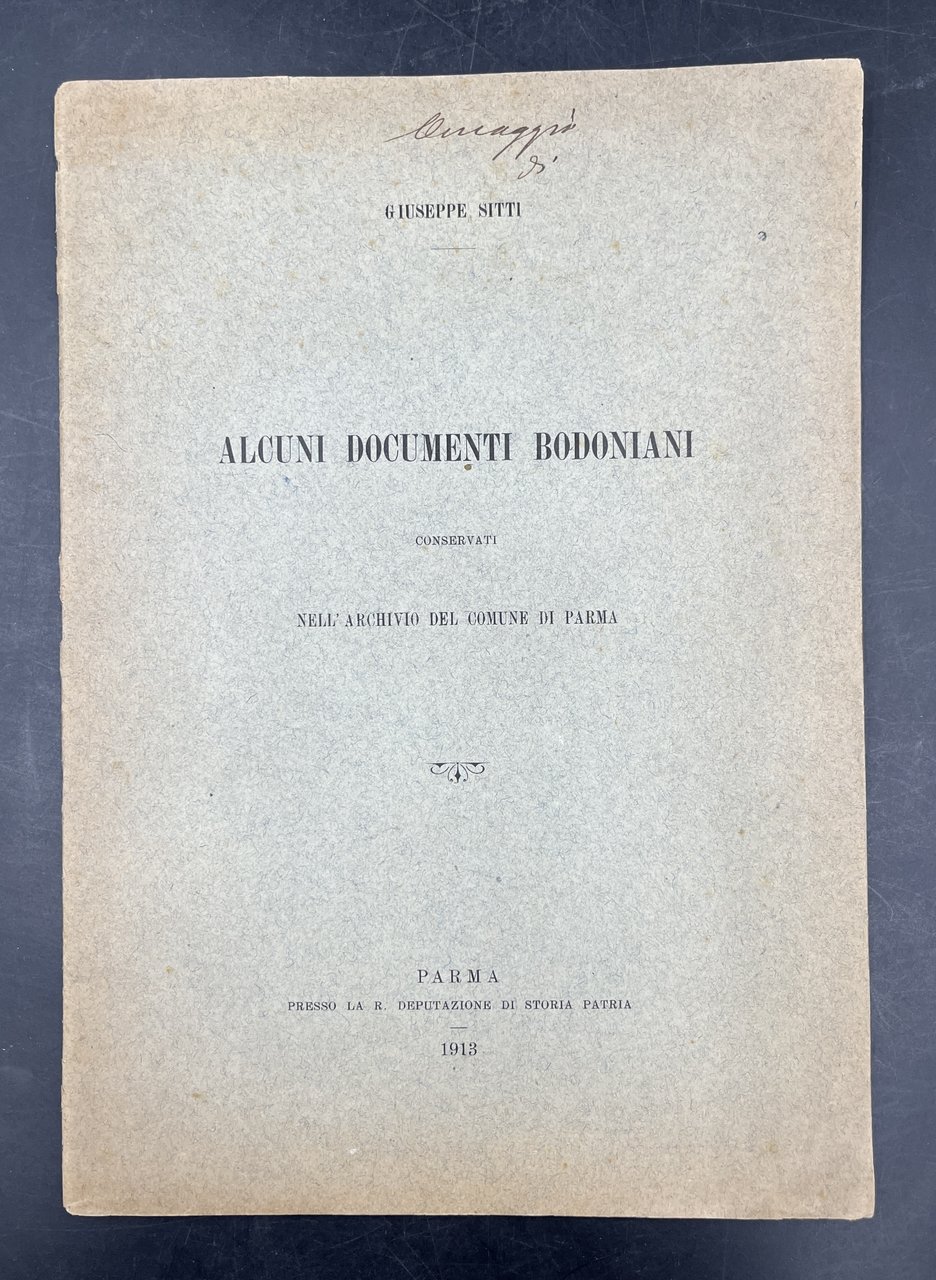 Omaggio
di
GIUSEPPE SITTI
ALCUNI DOCUMENTI BODONIANI
CONSERVATI
NELL'ARCHIVIO DEL COMUNE DI PARMA
PARMA
PRESSO LA R. DEPUTAZIONE DI STORIA PATRIA
1913